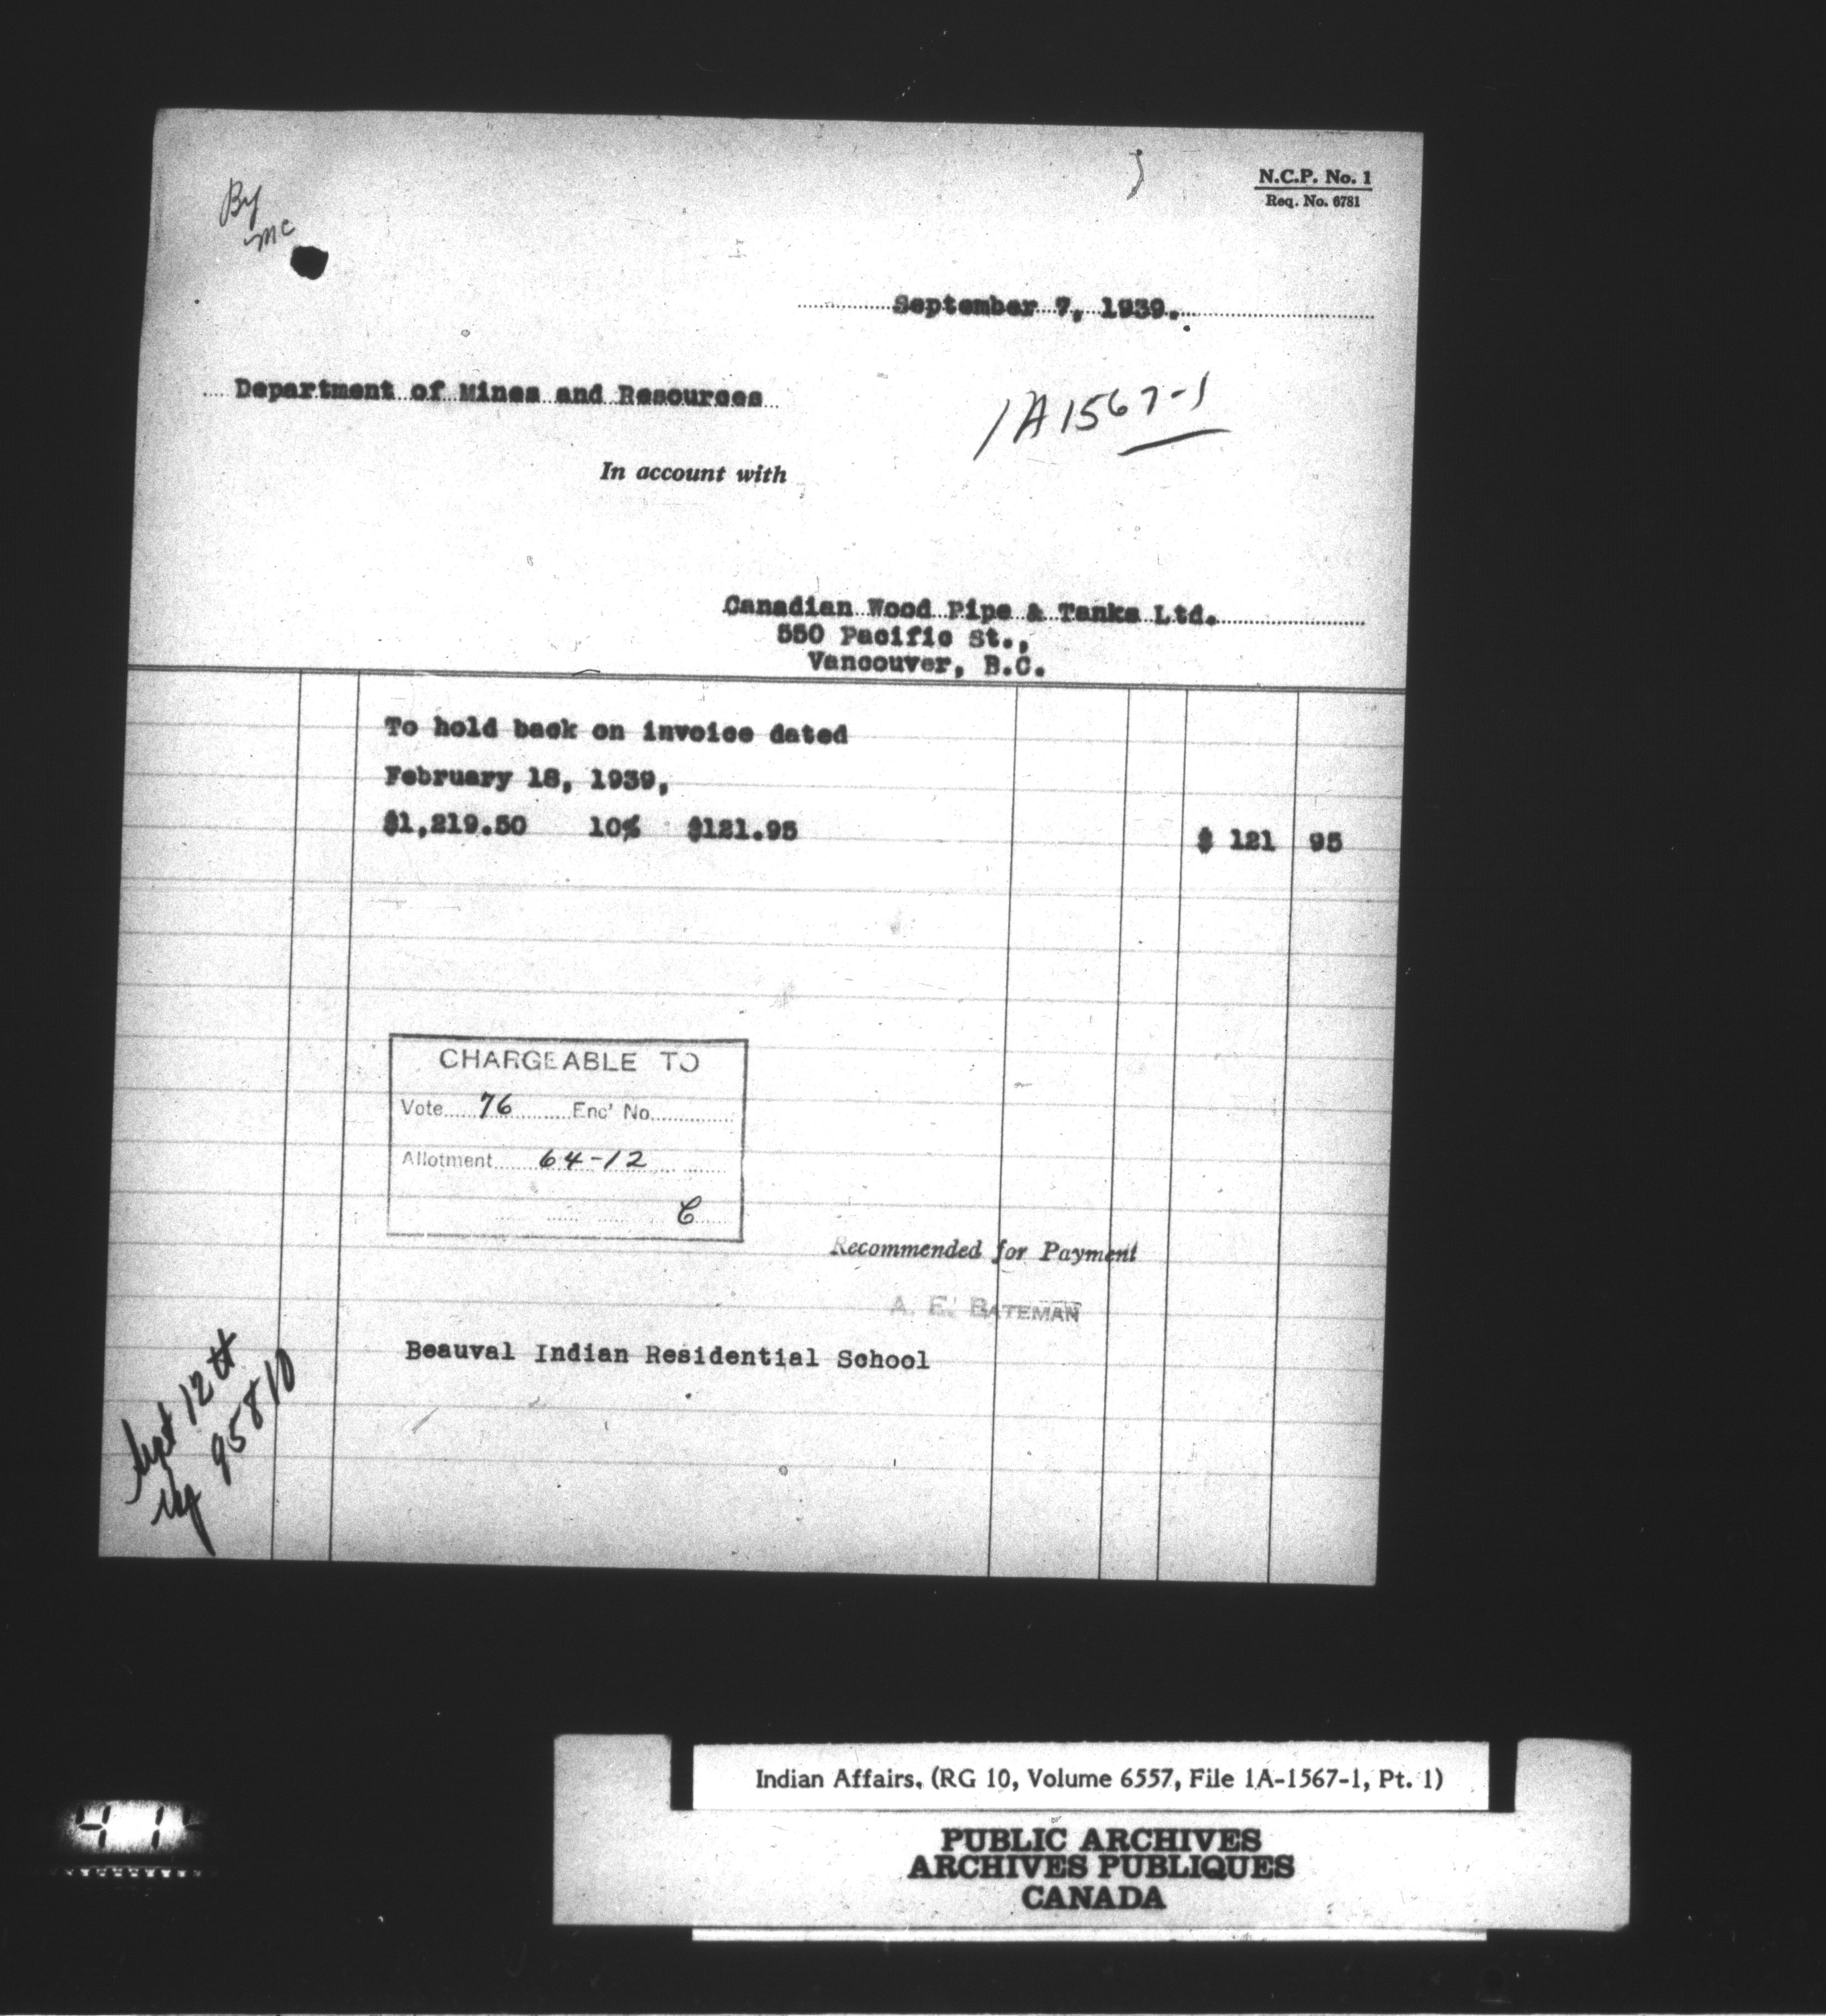 By
mc
N.C.P. No. 1
Req. No. 6781
September 7, 1939.
Department of Mines and Resources
1A1567-1
In account with
Canadian Wood Pipe & Tanks Ltd.
550 Pacific St.,
Vancouver, B.C.
To hold back on invoice dated
February 18, 1939,
$1,219.50 10% $121.95
$ 121 95
CHARGEABLE TO
Vote 76 Enc' No.
Allotment 64-12
C
Recommended for Payment
A. E. BATEMAN
Beauval Indian Residential School
Sept 12th
95810
Indian Affairs. (RG 10, Volume 6557, File 1A-1567-1, Pt. 1)
PUBLIC ARCHIVES
ARCHIVES PUBLIQUES
CANADA